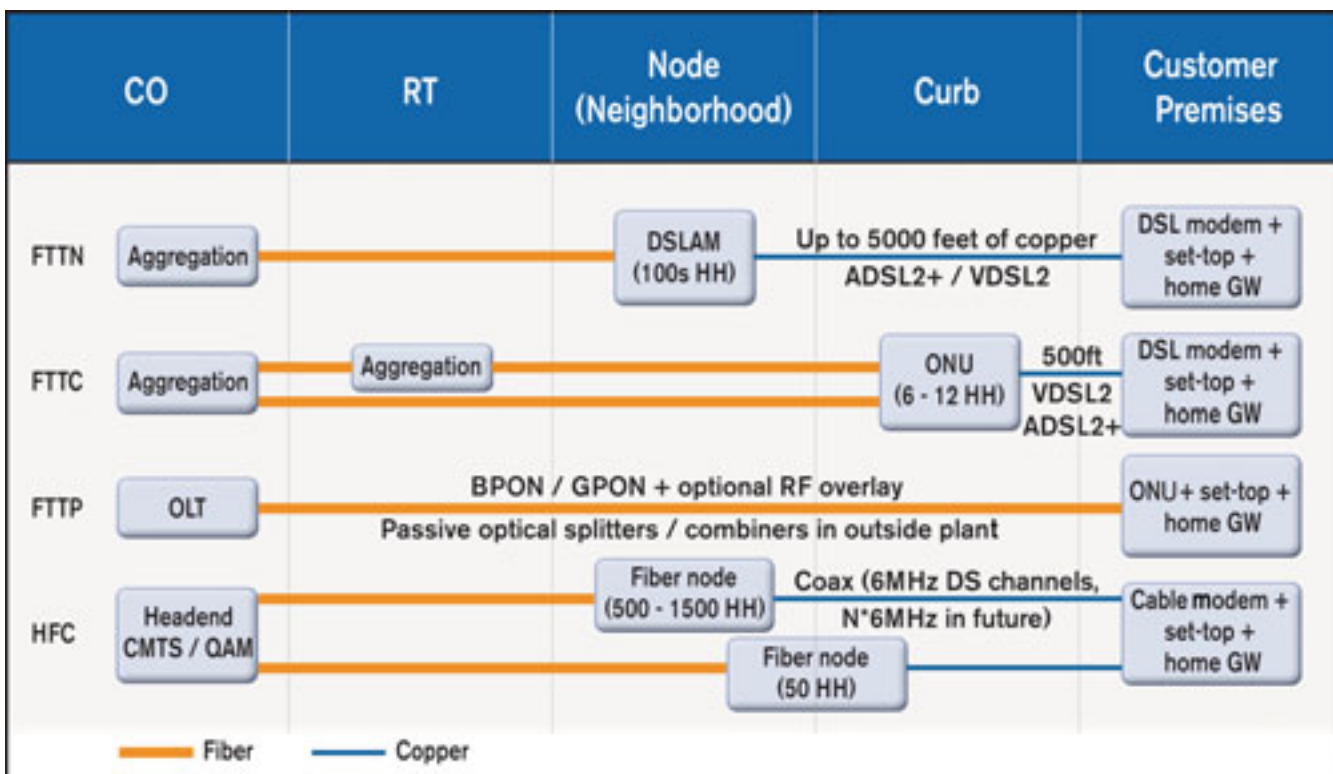 CO
RT
Node
(Neighborhood)
Curb
Customer
Premises
FTTN
Aggregation
DSLAM
(100s HH)
Up to 5000 feet of copper
ADSL2+ / VDSL2
DSL modem +
set-top +
home GW
FTTC
Aggregation
Aggregation
ONU
(6 - 12 HH)
500ft
VDSL2
ADSL2+
DSL modem +
set-top +
home GW
FTTP
OLT
BPON / GPON + optional RF overlay
Passive optical splitters / combiners in outside plant
ONU+ set-top +
home GW
HFC
Headend
CMTS / QAM
Fiber node
(500 - 1500 HH)
Coax (6MHz DS channels,
N*6MHz in future)
Fiber node
(50 HH)
Cable modem +
set-top +
home GW
Fiber
Copper